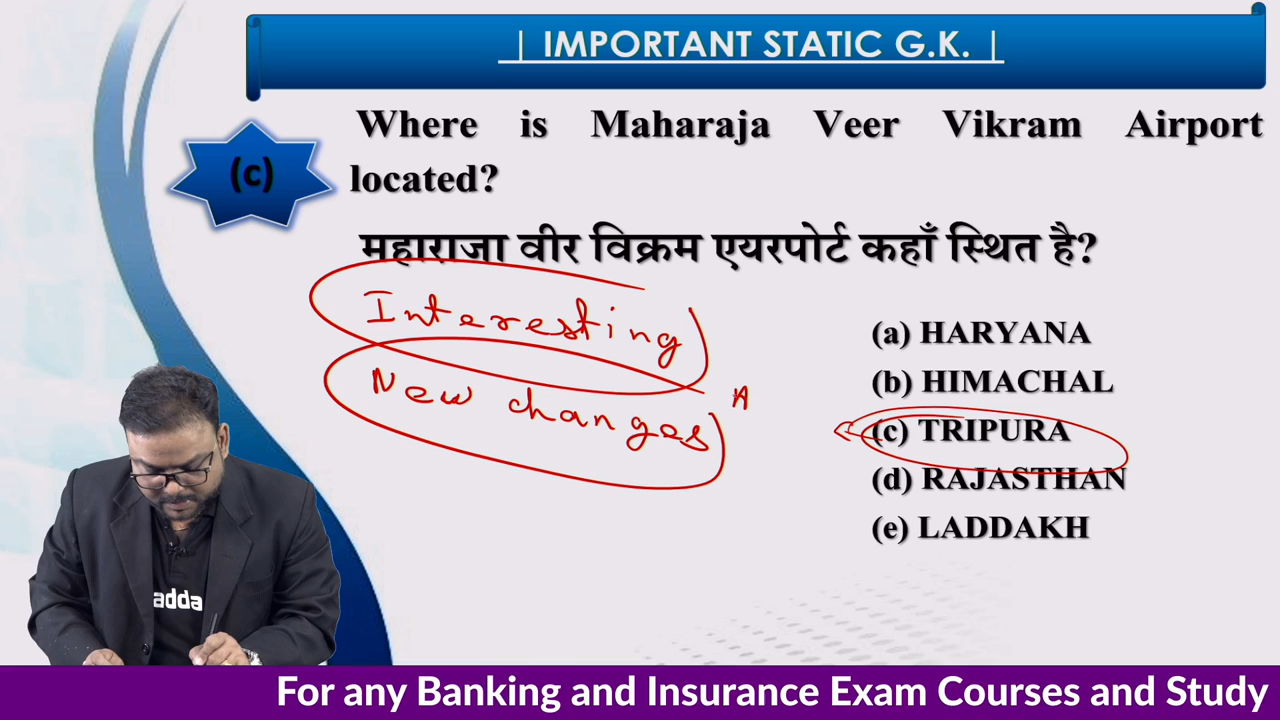 | IMPORTANT STATIC G.K. |
(c)
Where is Maharaja Veer Vikram Airport
located?
महाराजा वीर विक्रम एयरपोर्ट कहाँ स्थित है?
Interesting
New changes A
(a) HARYANA
(b) HIMACHAL
(c) TRIPURA
(d) RAJASTHAN
(e) LADDAKH
adda
For any Banking and Insurance Exam Courses and Study